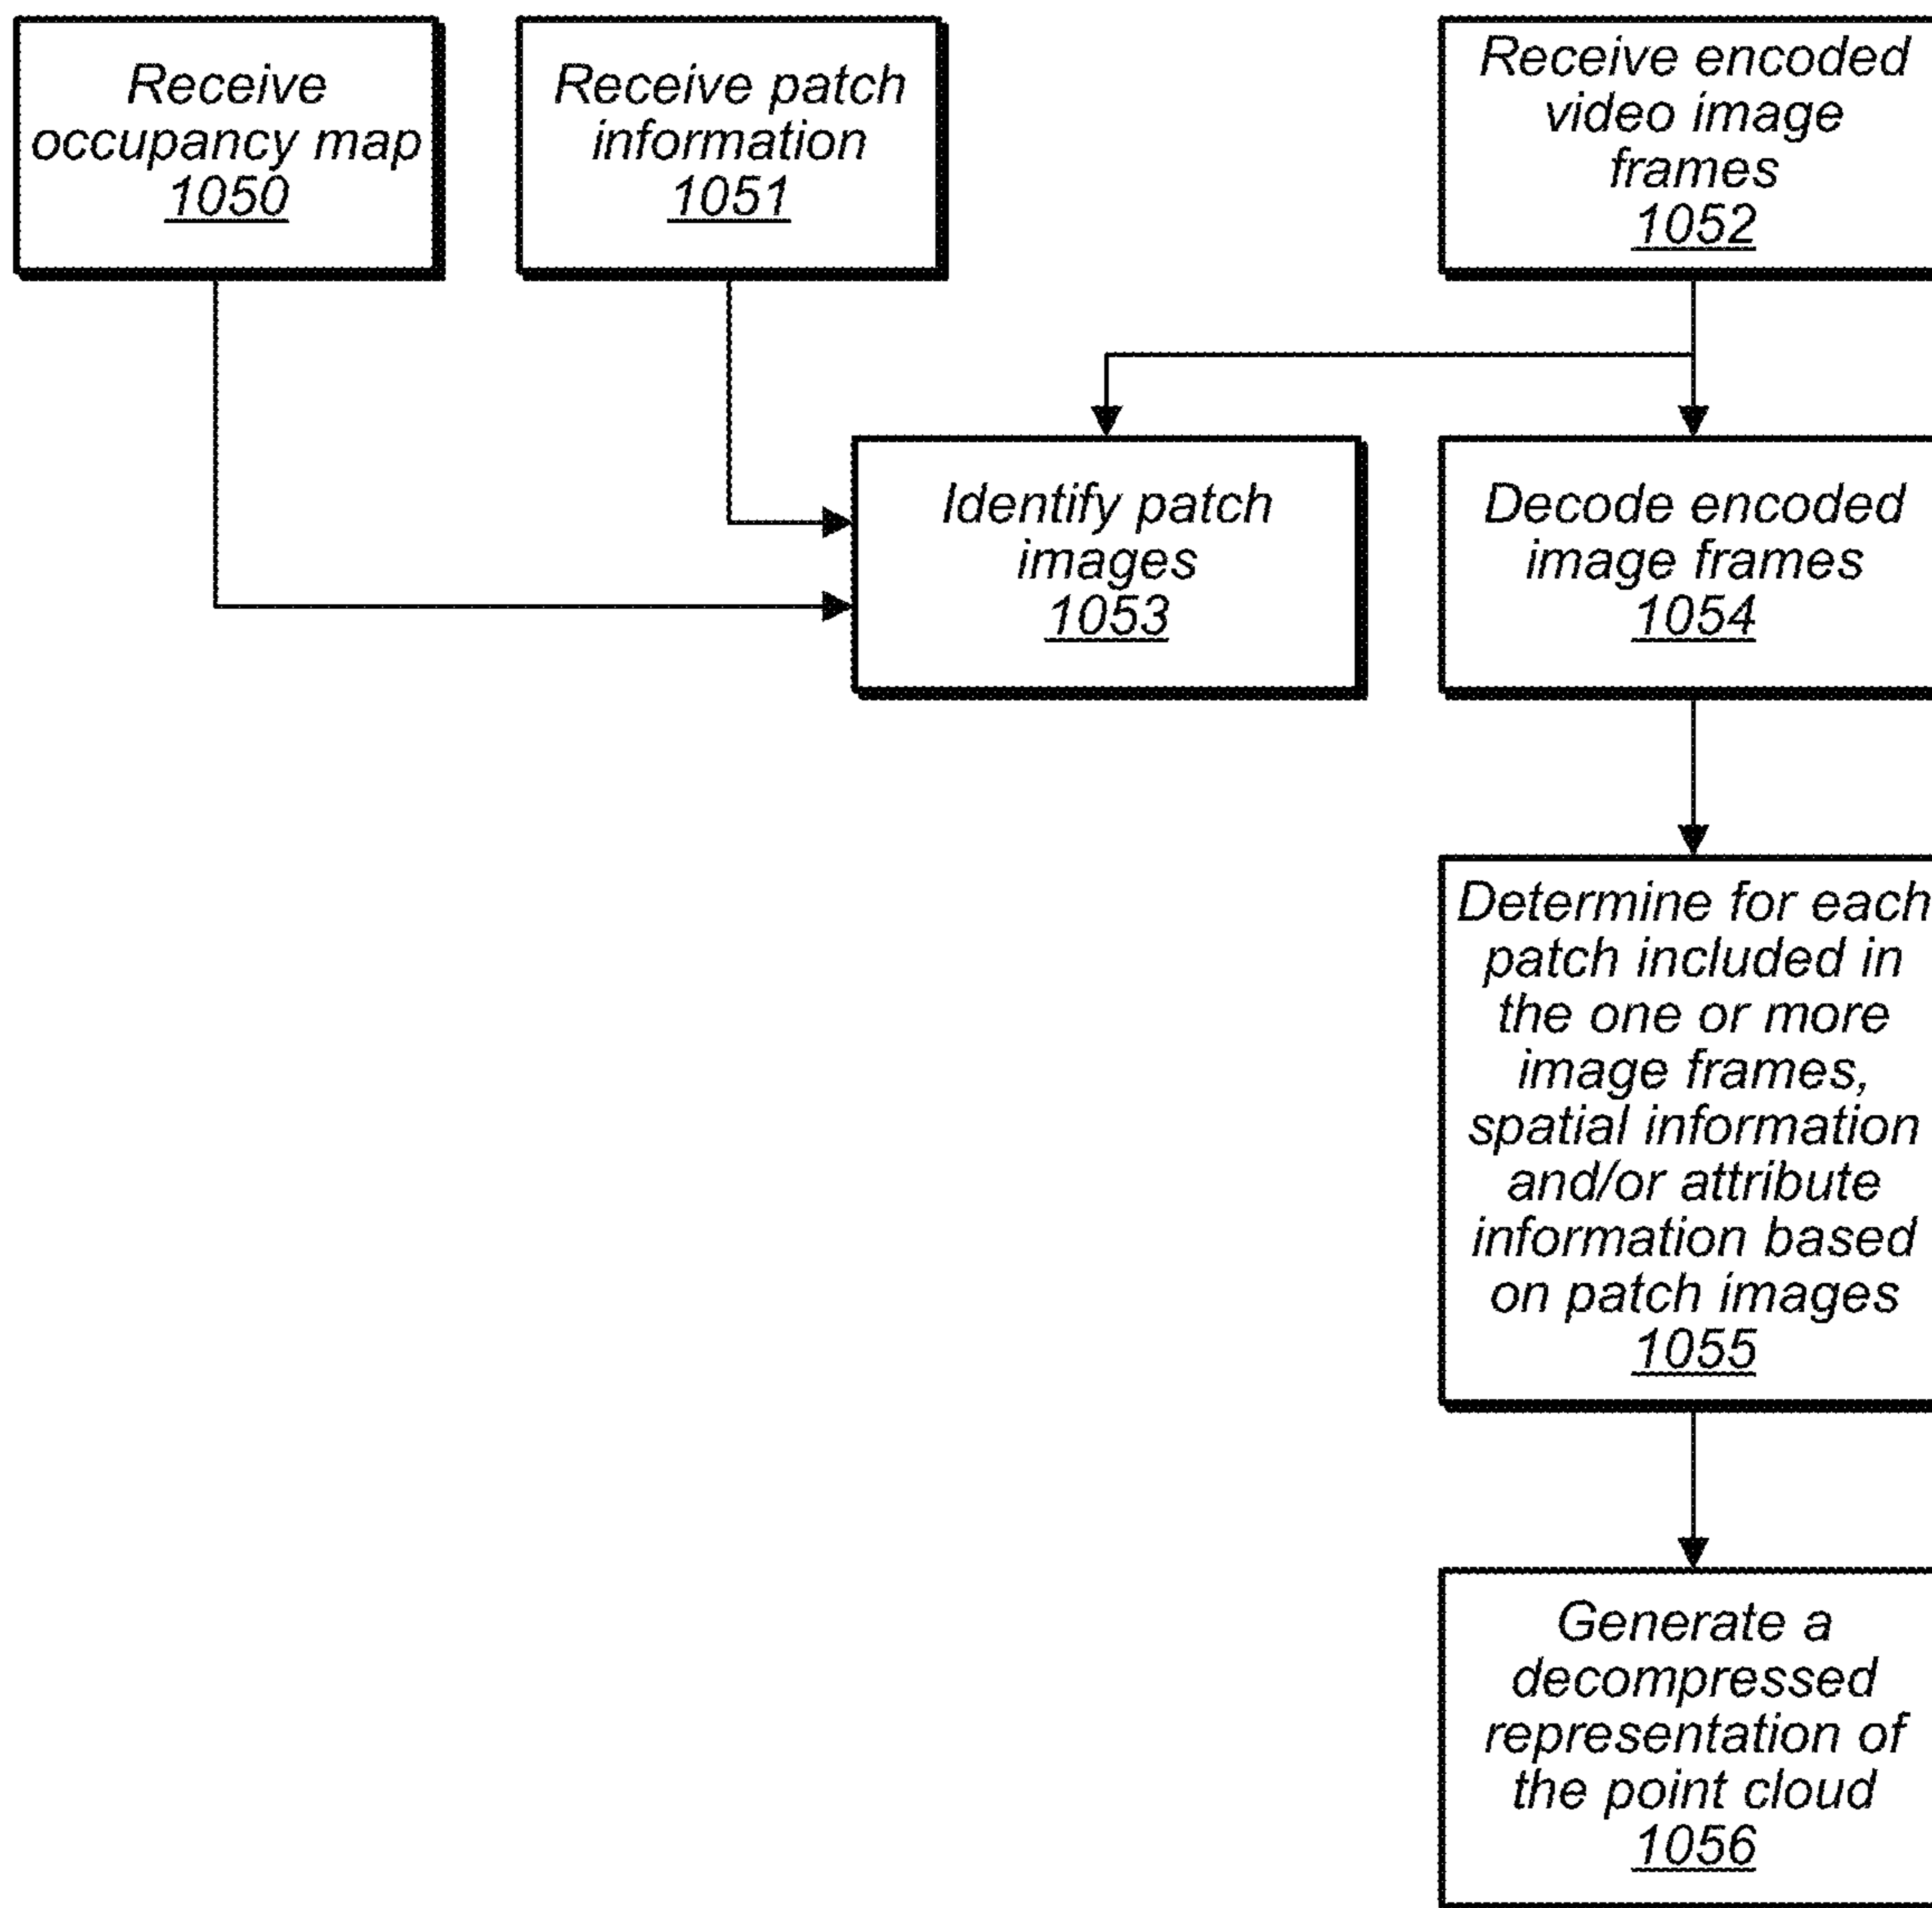 Receive
occupancy map
1050
Receive patch
information
1051
Receive encoded
video image
frames
1052
Identify patch
images
1053
Decode encoded
image frames
1054
Determine for each
patch included in
the one or more
image frames,
spatial information
and/or attribute
information based
on patch images
1055
Generate a
decompressed
representation of
the point cloud
1056